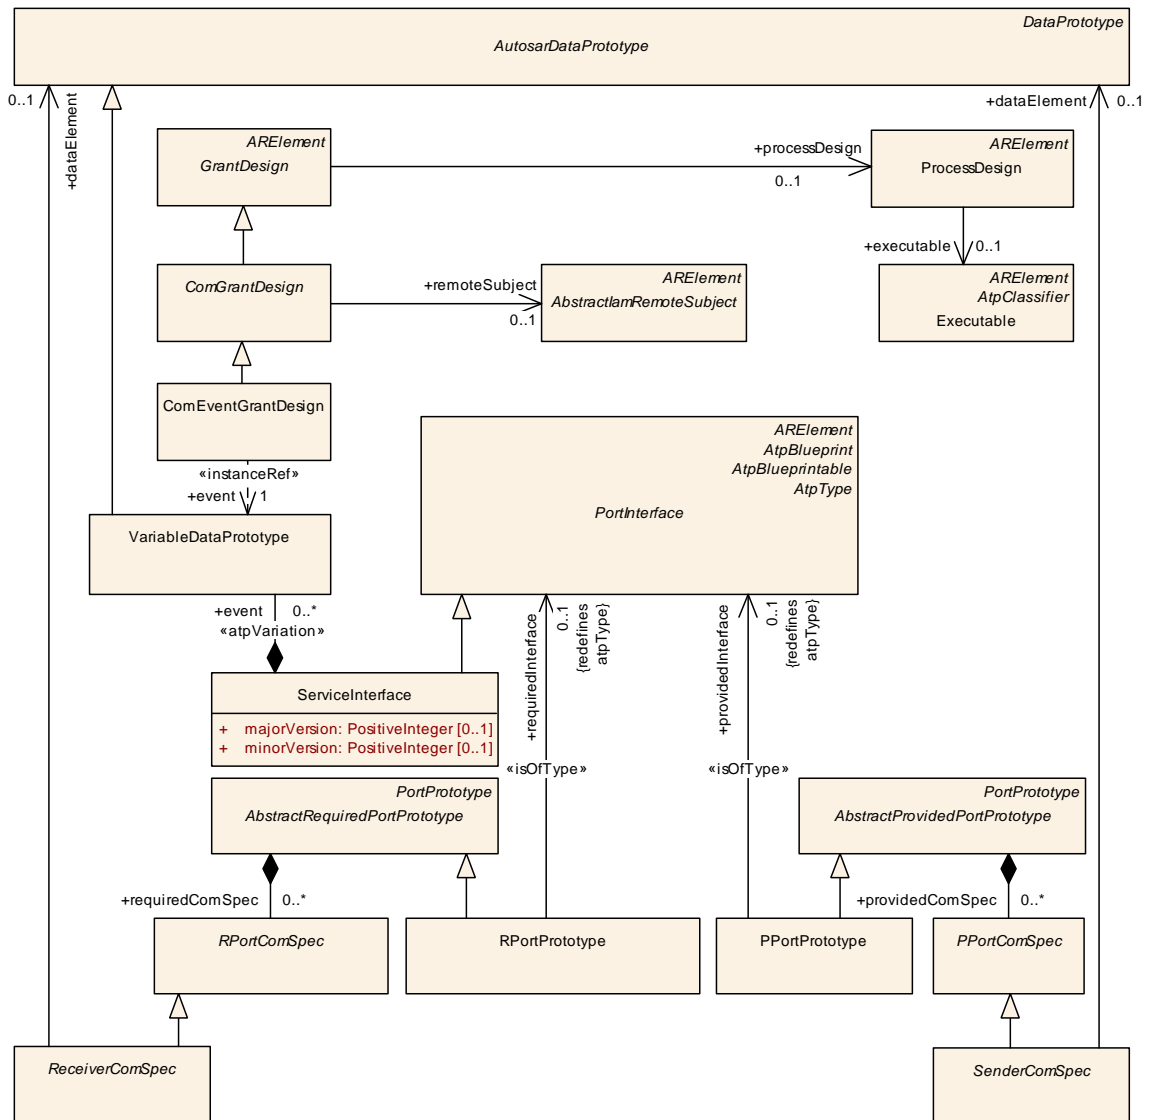 DataPrototype
AutosarDataPrototype
0..1
+dataElement
+dataElement
0..1
ARElement
GrantDesign
+processDesign
0..1
ARElement
ProcessDesign
+executable
0..1
ComGrantDesign
+remoteSubject
0..1
ARElement
AbstractIamRemoteSubject
ARElement
AtpClassifier
Executable
ComEventGrantDesign
«instanceRef»
+event
1
ARElement
AtpBlueprint
AtpBlueprintable
AtpType
PortInterface
VariableDataPrototype
+event
0..*
«atpVariation»
+requiredInterface
0..1
{redefines
atpType}
+providedInterface
0..1
{redefines
atpType}
ServiceInterface
+ majorVersion: PositiveInteger [0..1]
+ minorVersion: PositiveInteger [0..1]
«isOfType»
«isOfType»
PortPrototype
AbstractRequiredPortPrototype
PortPrototype
AbstractProvidedPortPrototype
+requiredComSpec
0..*
+providedComSpec
0..*
RPortComSpec
RPortPrototype
PPortPrototype
PPortComSpec
ReceiverComSpec
SenderComSpec